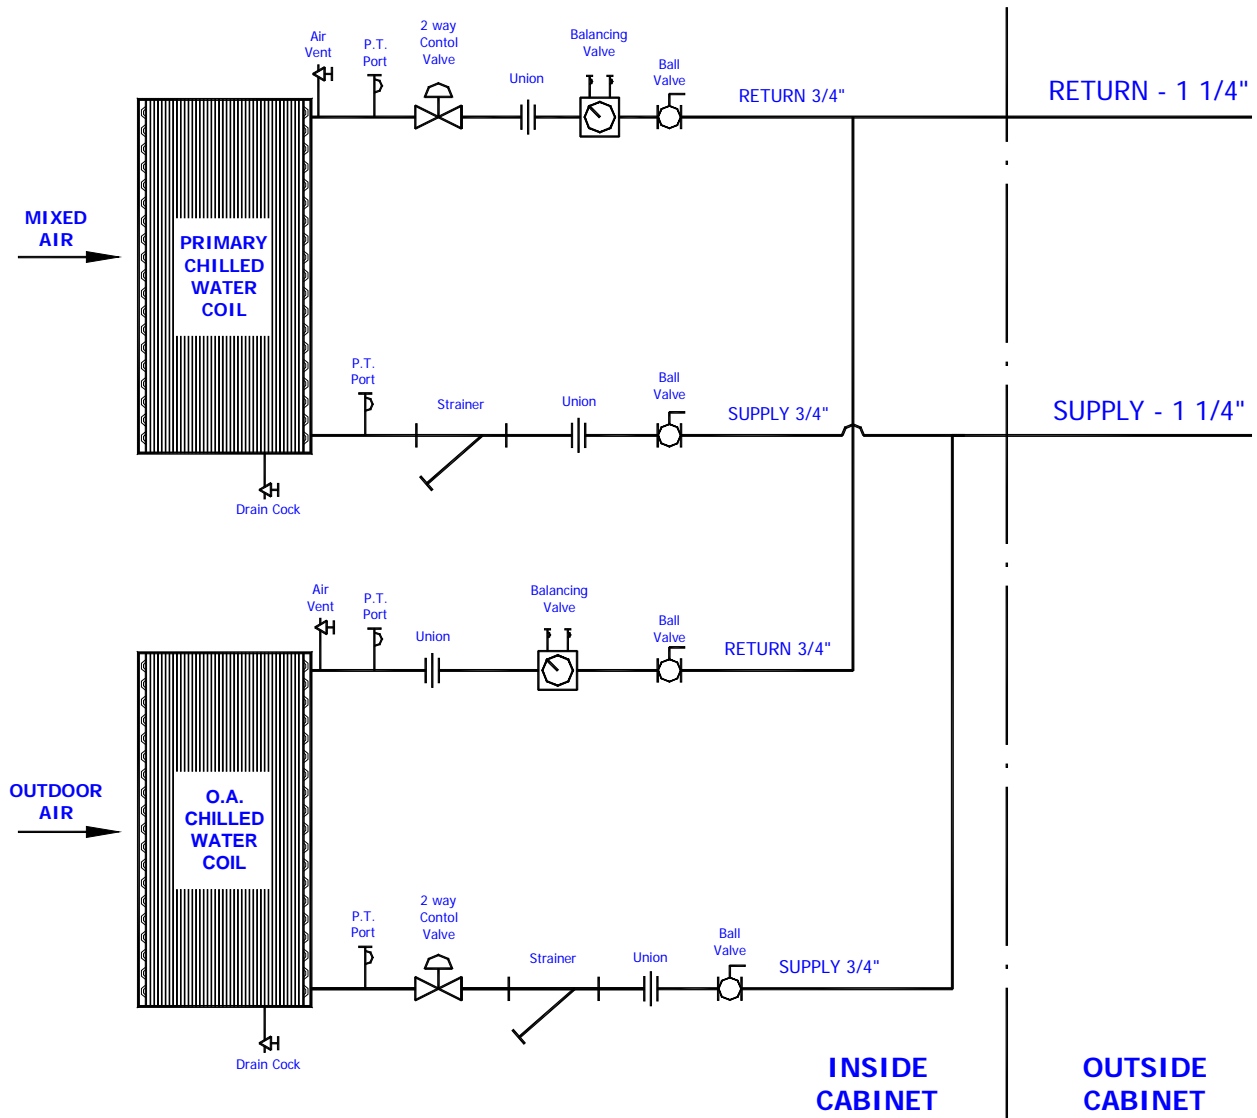 Air
Vent
P.T.
Port
2 way
Contol
Valve
Union
Balancing
Valve
Ball
Valve
RETURN 3/4"
RETURN - 1 1/4"
MIXED
AIR
PRIMARY
CHILLED
WATER
COIL
P.T.
Port
Strainer
Union
Ball
Valve
SUPPLY 3/4"
SUPPLY - 1 1/4"
Drain Cock
Air
Vent
P.T.
Port
Union
Balancing
Valve
Ball
Valve
RETURN 3/4"
OUTDOOR
AIR
O.A.
CHILLED
WATER
COIL
P.T.
Port
2 way
Contol
Valve
Strainer
Union
Ball
Valve
SUPPLY 3/4"
Drain Cock
INSIDE
CABINET
OUTSIDE
CABINET